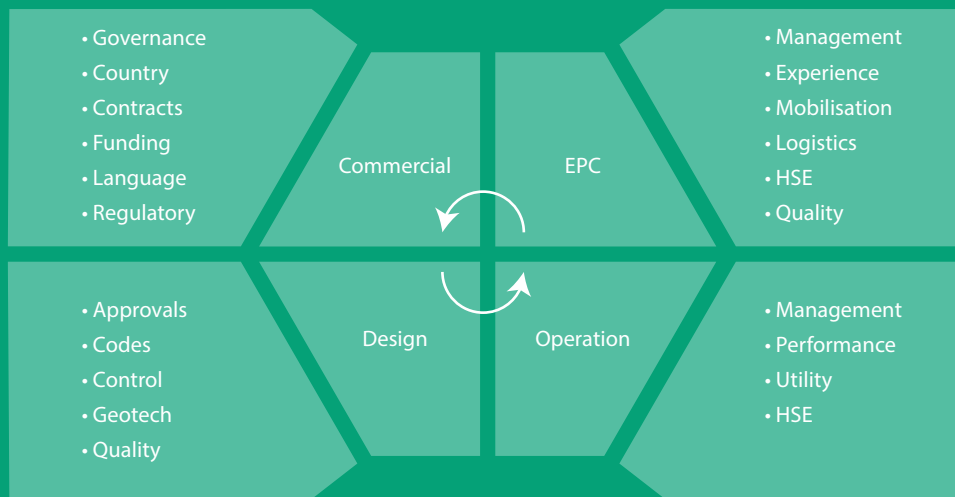 • Governance
• Country
• Contracts
• Funding
• Language
• Regulatory
Commercial
EPC
• Management
• Experience
• Mobilisation
• Logistics
• HSE
• Quality
• Approvals
• Codes
• Control
• Geotech
• Quality
Design
Operation
• Management
• Performance
• Utility
• HSE